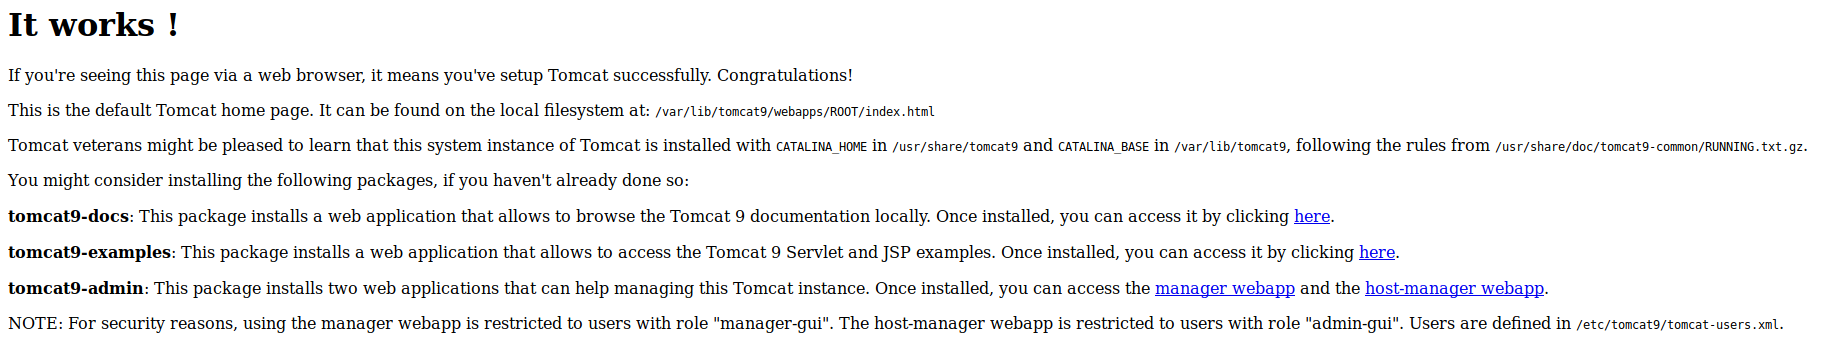 It works !
If you're seeing this page via a web browser, it means you've setup Tomcat successfully. Congratulations!
This is the default Tomcat home page. It can be found on the local filesystem at: /var/lib/tomcat9/webapps/ROOT/index.html
Tomcat veterans might be pleased to learn that this system instance of Tomcat is installed with CATALINA_HOME in /usr/share/tomcat9 and CATALINA_BASE in /var/lib/tomcat9, following the rules from /usr/share/doc/tomcat9-common/RUNNING.txt.gz.
You might consider installing the following packages, if you haven't already done so:
tomcat9-docs: This package installs a web application that allows to browse the Tomcat 9 documentation locally. Once installed, you can access it by clicking here.
tomcat9-examples: This package installs a web application that allows to access the Tomcat 9 Servlet and JSP examples. Once installed, you can access it by clicking here.
tomcat9-admin: This package installs two web applications that can help managing this Tomcat instance. Once installed, you can access the manager webapp and the host-manager webapp.
NOTE: For security reasons, using the manager webapp is restricted to users with role "manager-gui". The host-manager webapp is restricted to users with role "admin-gui". Users are defined in /etc/tomcat9/tomcat-users.xml.